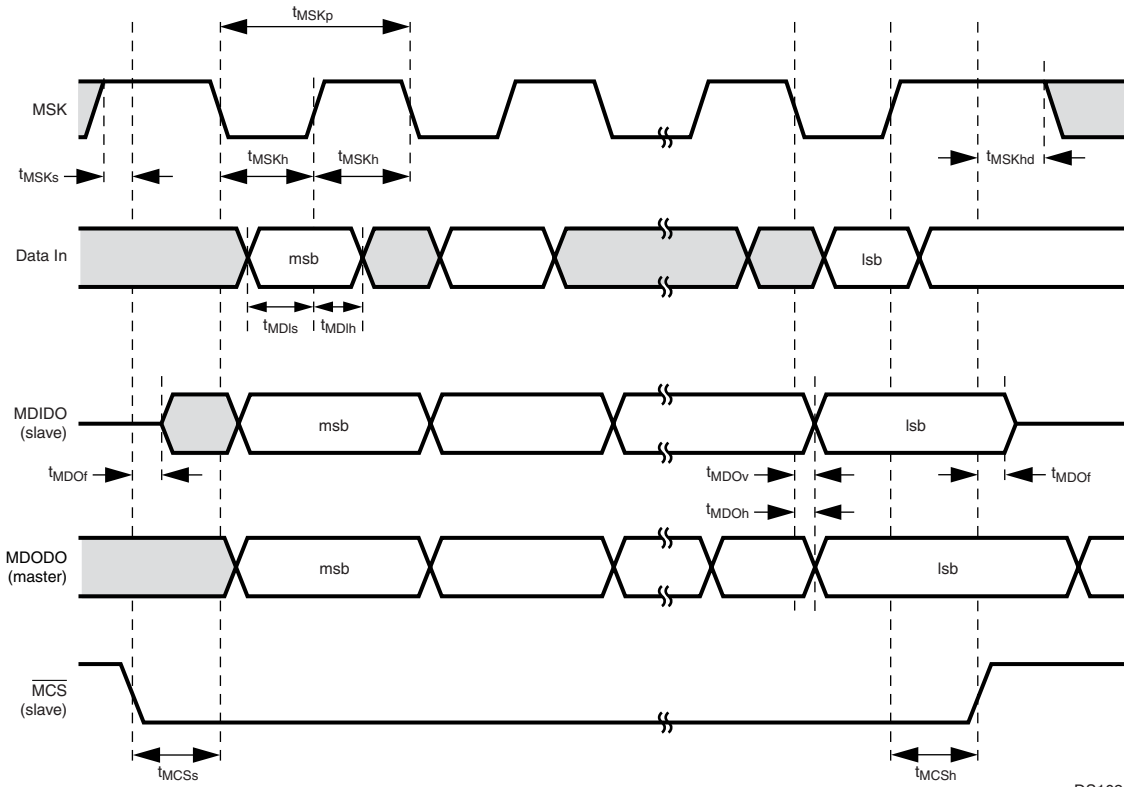 tMSKp
MSK
tMSKh
tMSKh
tMSKs
tMSKhd
Data In
msb
lsb
tMDIs
tMDIh
MDIDO
(slave)
msb
lsb
tMDOf
tMDOv
tMDOf
tMDOh
MDODO
(master)
msb
lsb
MCS
(slave)
tMCSs
tMCSh